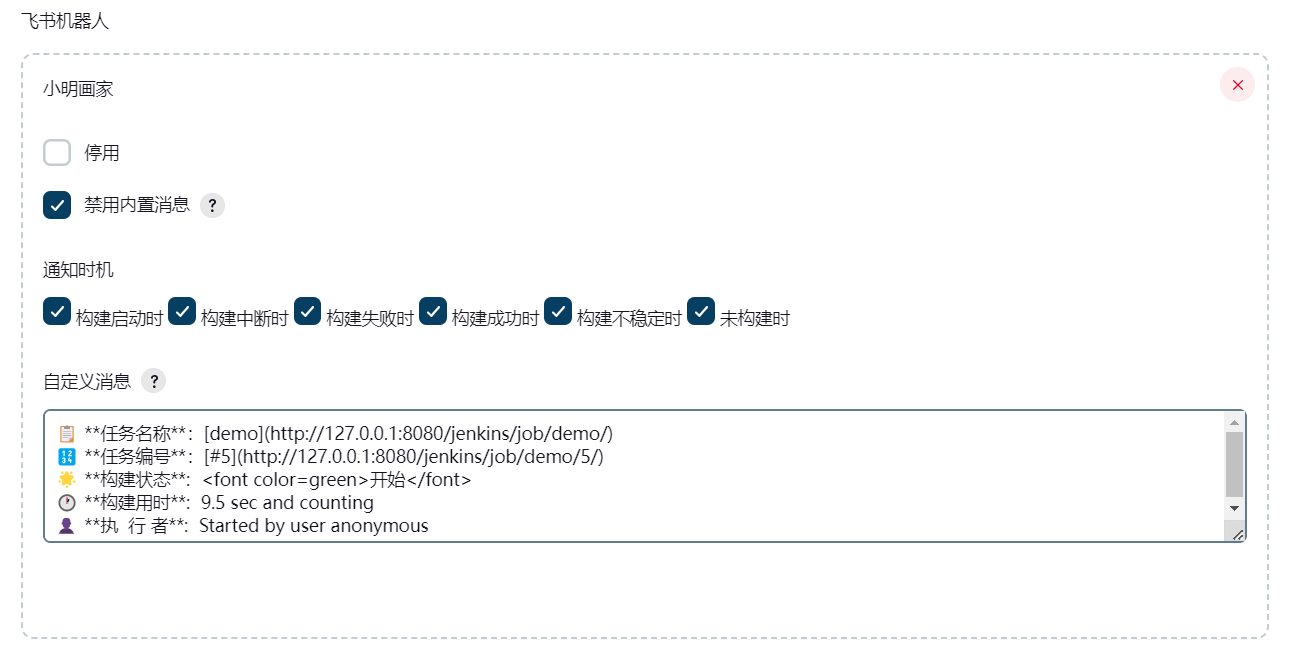 飞书机器人
小明画家
停用
禁用内置消息 ?
通知时机
构建启动时 构建中断时 构建失败时 构建成功时 构建不稳定时 未构建时
自定义消息 ?
📋 **任务名称**：[demo](http://127.0.0.1:8080/jenkins/job/demo/)
🔢 **任务编号**：[#5](http://127.0.0.1:8080/jenkins/job/demo/5/)
🌟 **构建状态**：<font color=green>开始</font>
🕐 **构建用时**：9.5 sec and counting
👤 **执 行 者**：Started by user anonymous